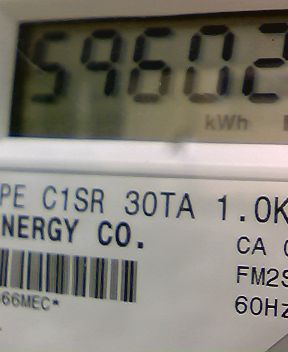 59602
kWh
PE C1SR 30TA 1.0K
NERGY CO.
CA
FM2S
66MEC*
60Hz